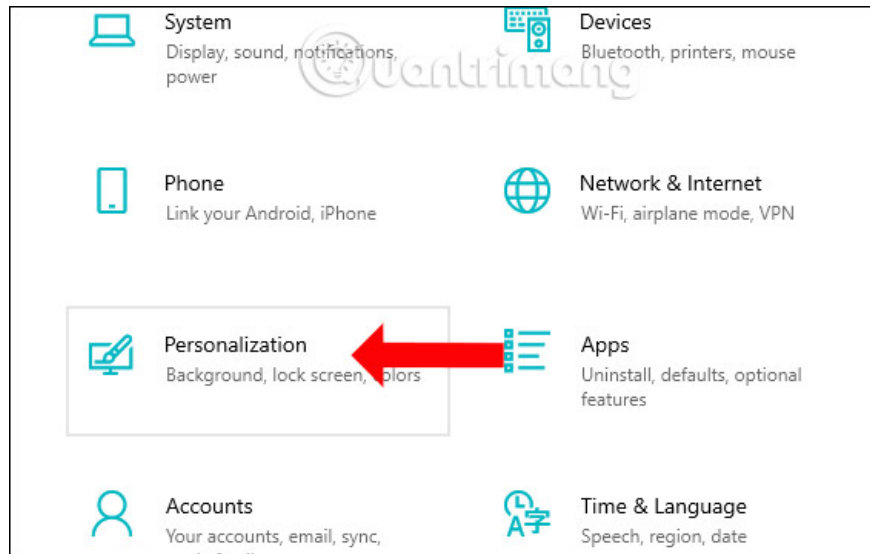 System
Display, sound, notifications,
power
Devices
Bluetooth, printers, mouse
Quantrimang
Phone
Link your Android, iPhone
Network & Internet
Wi-Fi, airplane mode, VPN
Personalization
Background, lock screen, colors
Apps
Uninstall, defaults, optional
features
Accounts
Your accounts, email, sync,
Time & Language
Speech, region, date